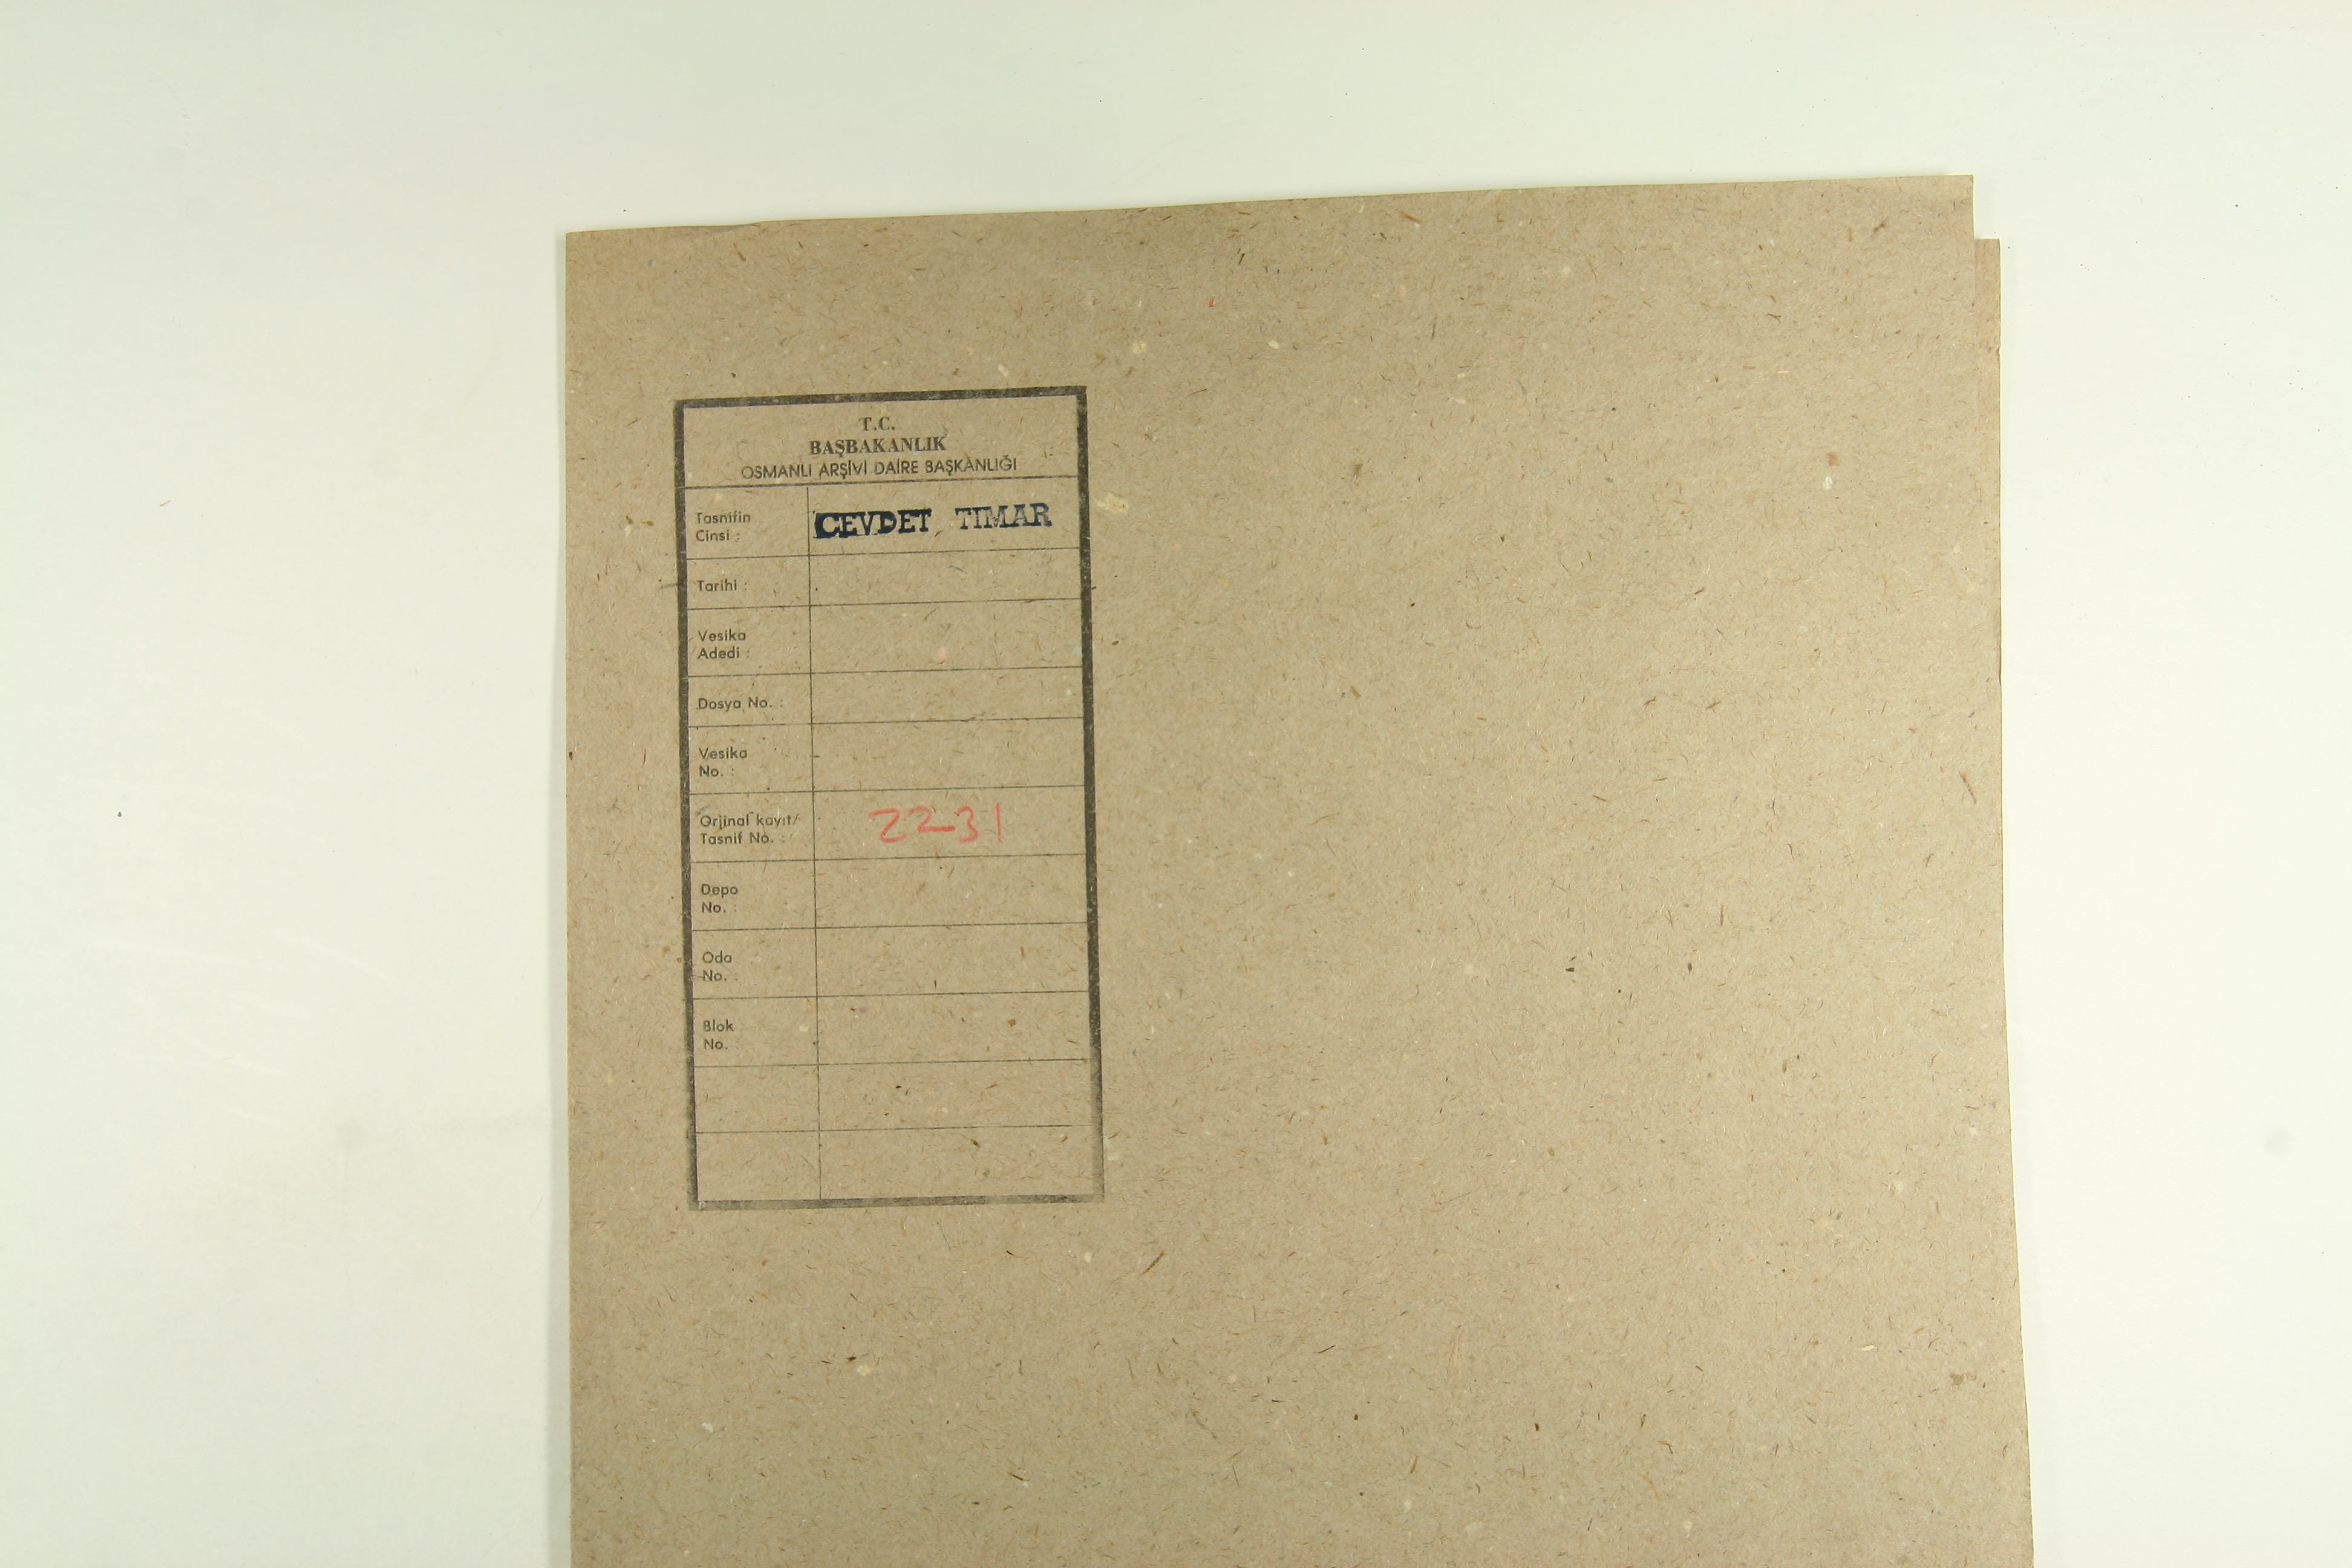 T.C.
BAŞBAKANLIK
OSMANLI ARŞİVİ DAİRE BAŞKANLIĞI
Tasnifin
Cinsi : CEVDET TIMAR
Tarihi :
Vesika
Adedi :
Dosya No. :
Vesika
No. :
Orjinal kayıt/
Tasnif No. : 2231
Depo
No. :
Oda
No. :
Blok
No. :